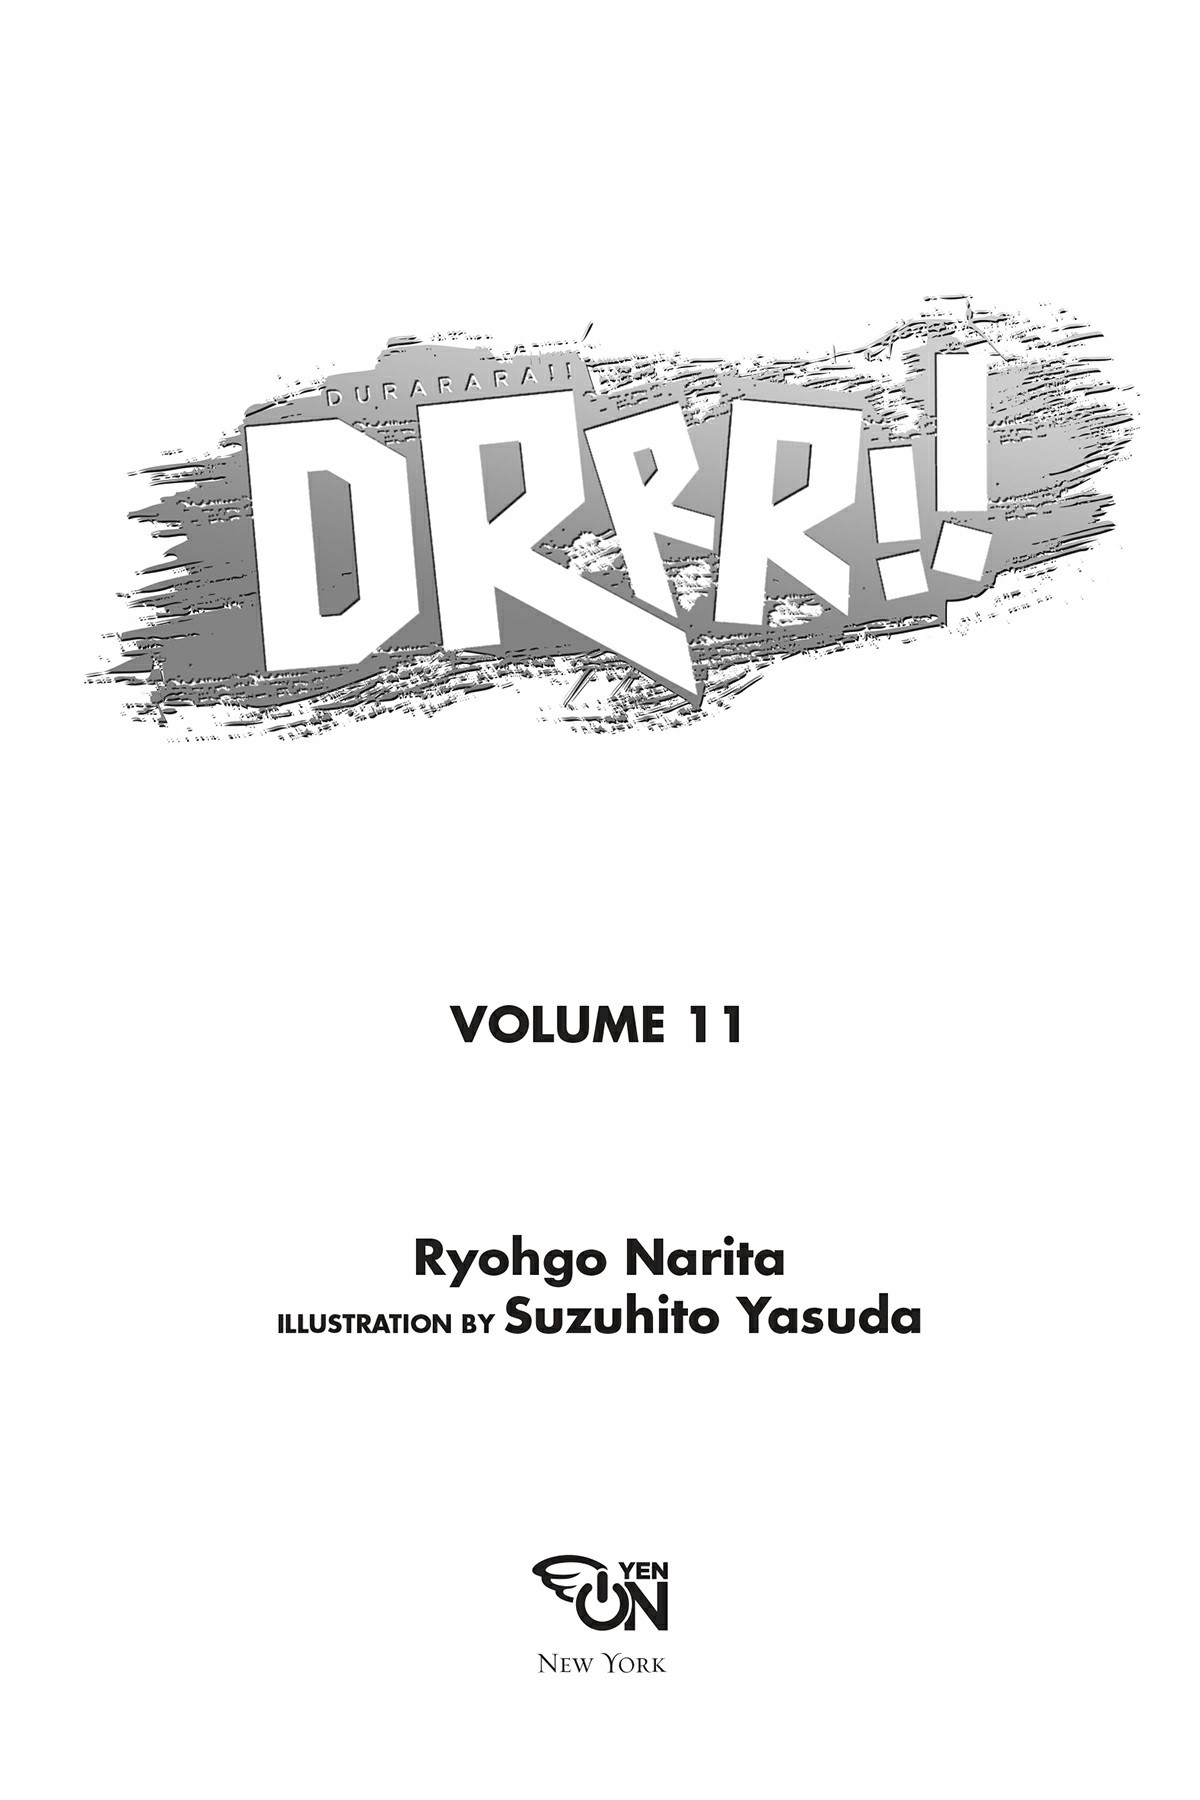 DURARARA!!
DRRR!!
VOLUME 11
Ryohgo Narita
ILLUSTRATION BY Suzuhito Yasuda
YEN
ON
NEW YORK